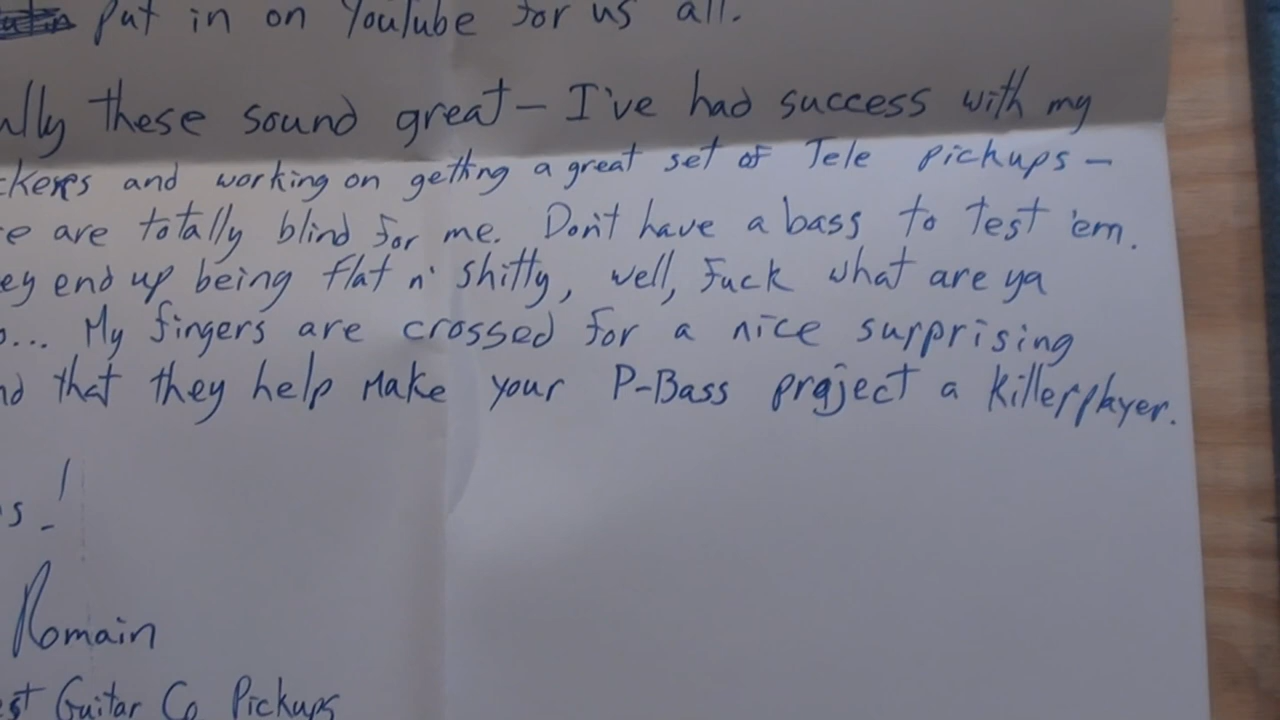 put in on YouTube for us all.
these sound great - I've had success with my
and working on getting a great set of Tele pickups -
are totally blind for me. Don't have a bass to test 'em.
end up being flat n' shitty, well, fuck what are ya
... My fingers are crossed for a nice surprising
that they help make your P-Bass project a killer player.
!
Romain
Guitar Co Pickups